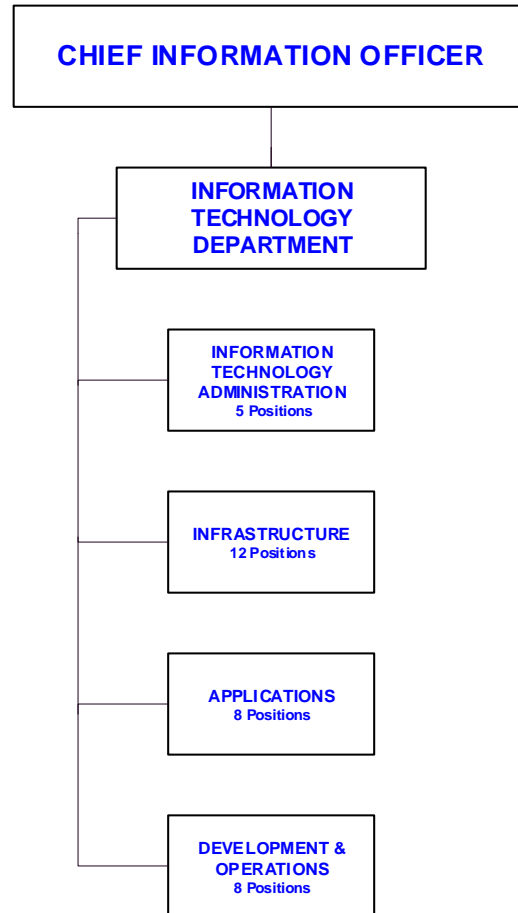 CHIEF INFORMATION OFFICER
INFORMATION
TECHNOLOGY
DEPARTMENT
INFORMATION
TECHNOLOGY
ADMINISTRATION
5 Positions
INFRASTRUCTURE
12 Positions
APPLICATIONS
8 Positions
DEVELOPMENT &
OPERATIONS
8 Positions